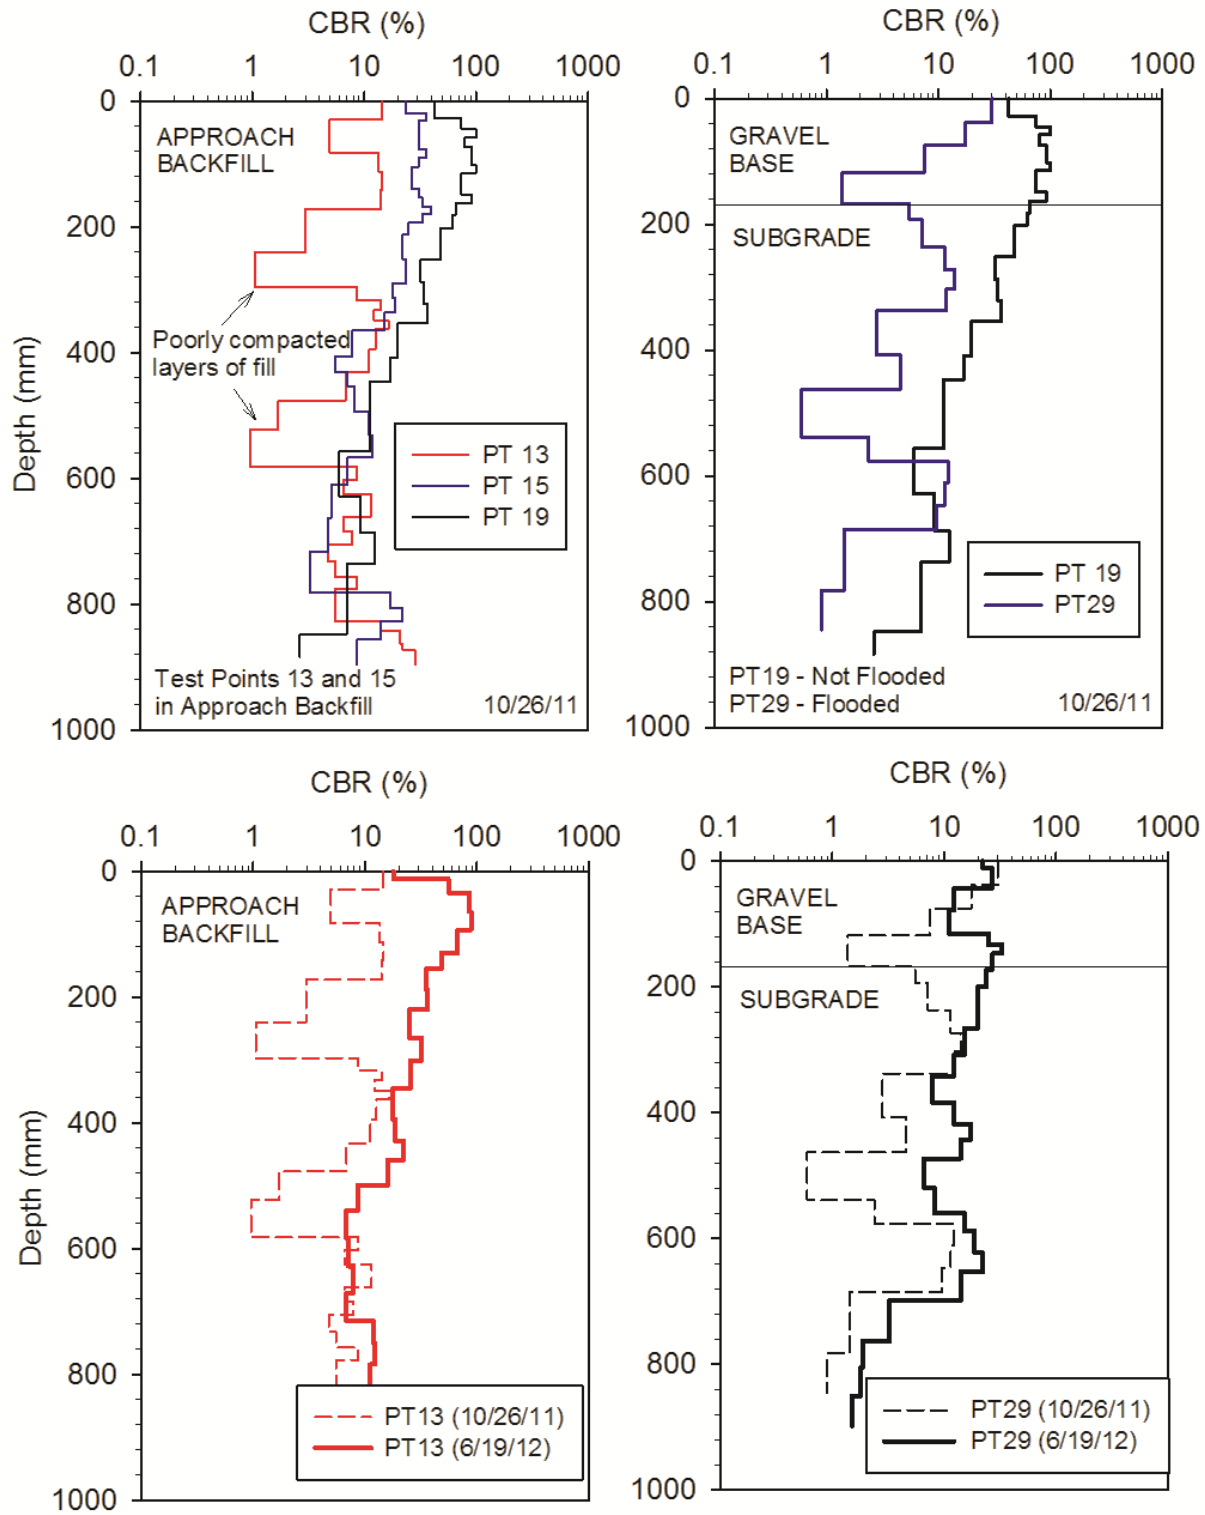 CBR (%)
0.1 1 10 100 1000
0
200
400
600
800
1000
Depth (mm)
APPROACH
BACKFILL
Poorly compacted
layers of fill
PT 13
PT 15
PT 19
Test Points 13 and 15
in Approach Backfill
10/26/11
CBR (%)
0.1 1 10 100 1000
0
200
400
600
800
1000
GRAVEL
BASE
SUBGRADE
PT 19
PT29
PT19 - Not Flooded
PT29 - Flooded
10/26/11
CBR (%)
0.1 1 10 100 1000
0
200
400
600
800
1000
Depth (mm)
APPROACH
BACKFILL
PT13 (10/26/11)
PT13 (6/19/12)
CBR (%)
0.1 1 10 100 1000
0
200
400
600
800
1000
GRAVEL
BASE
SUBGRADE
PT29 (10/26/11)
PT29 (6/19/12)